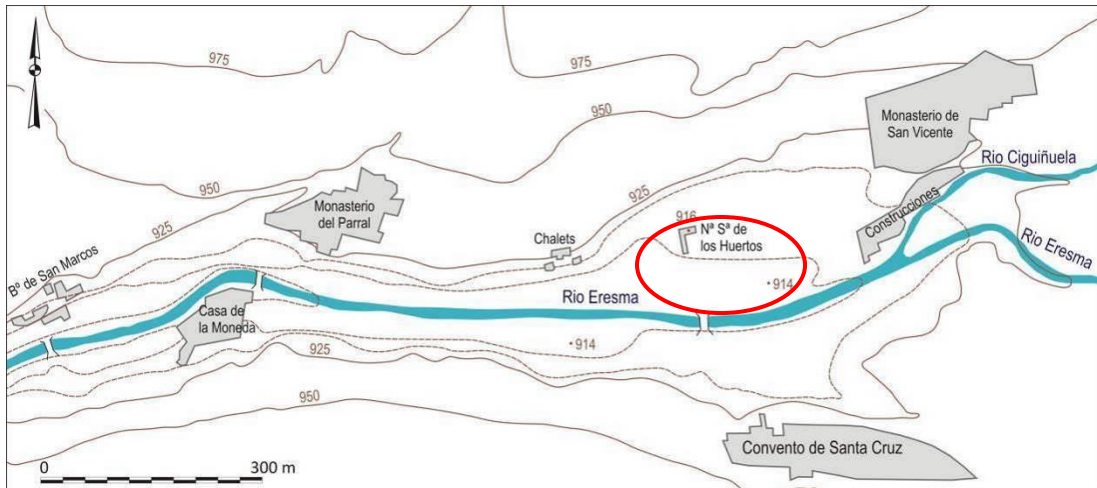 975
975
950
Monasterio de
San Vicente
Rio Ciguiñuela
950
925
Monasterio
del Parral
925
916
Nª Sª de
los Huertos
Construcciones
Chalets
Bº de San Marcos
Rio Eresma
914
Rio Eresma
Casa de
la Moneda
914
925
950
Convento de Santa Cruz
0
300 m